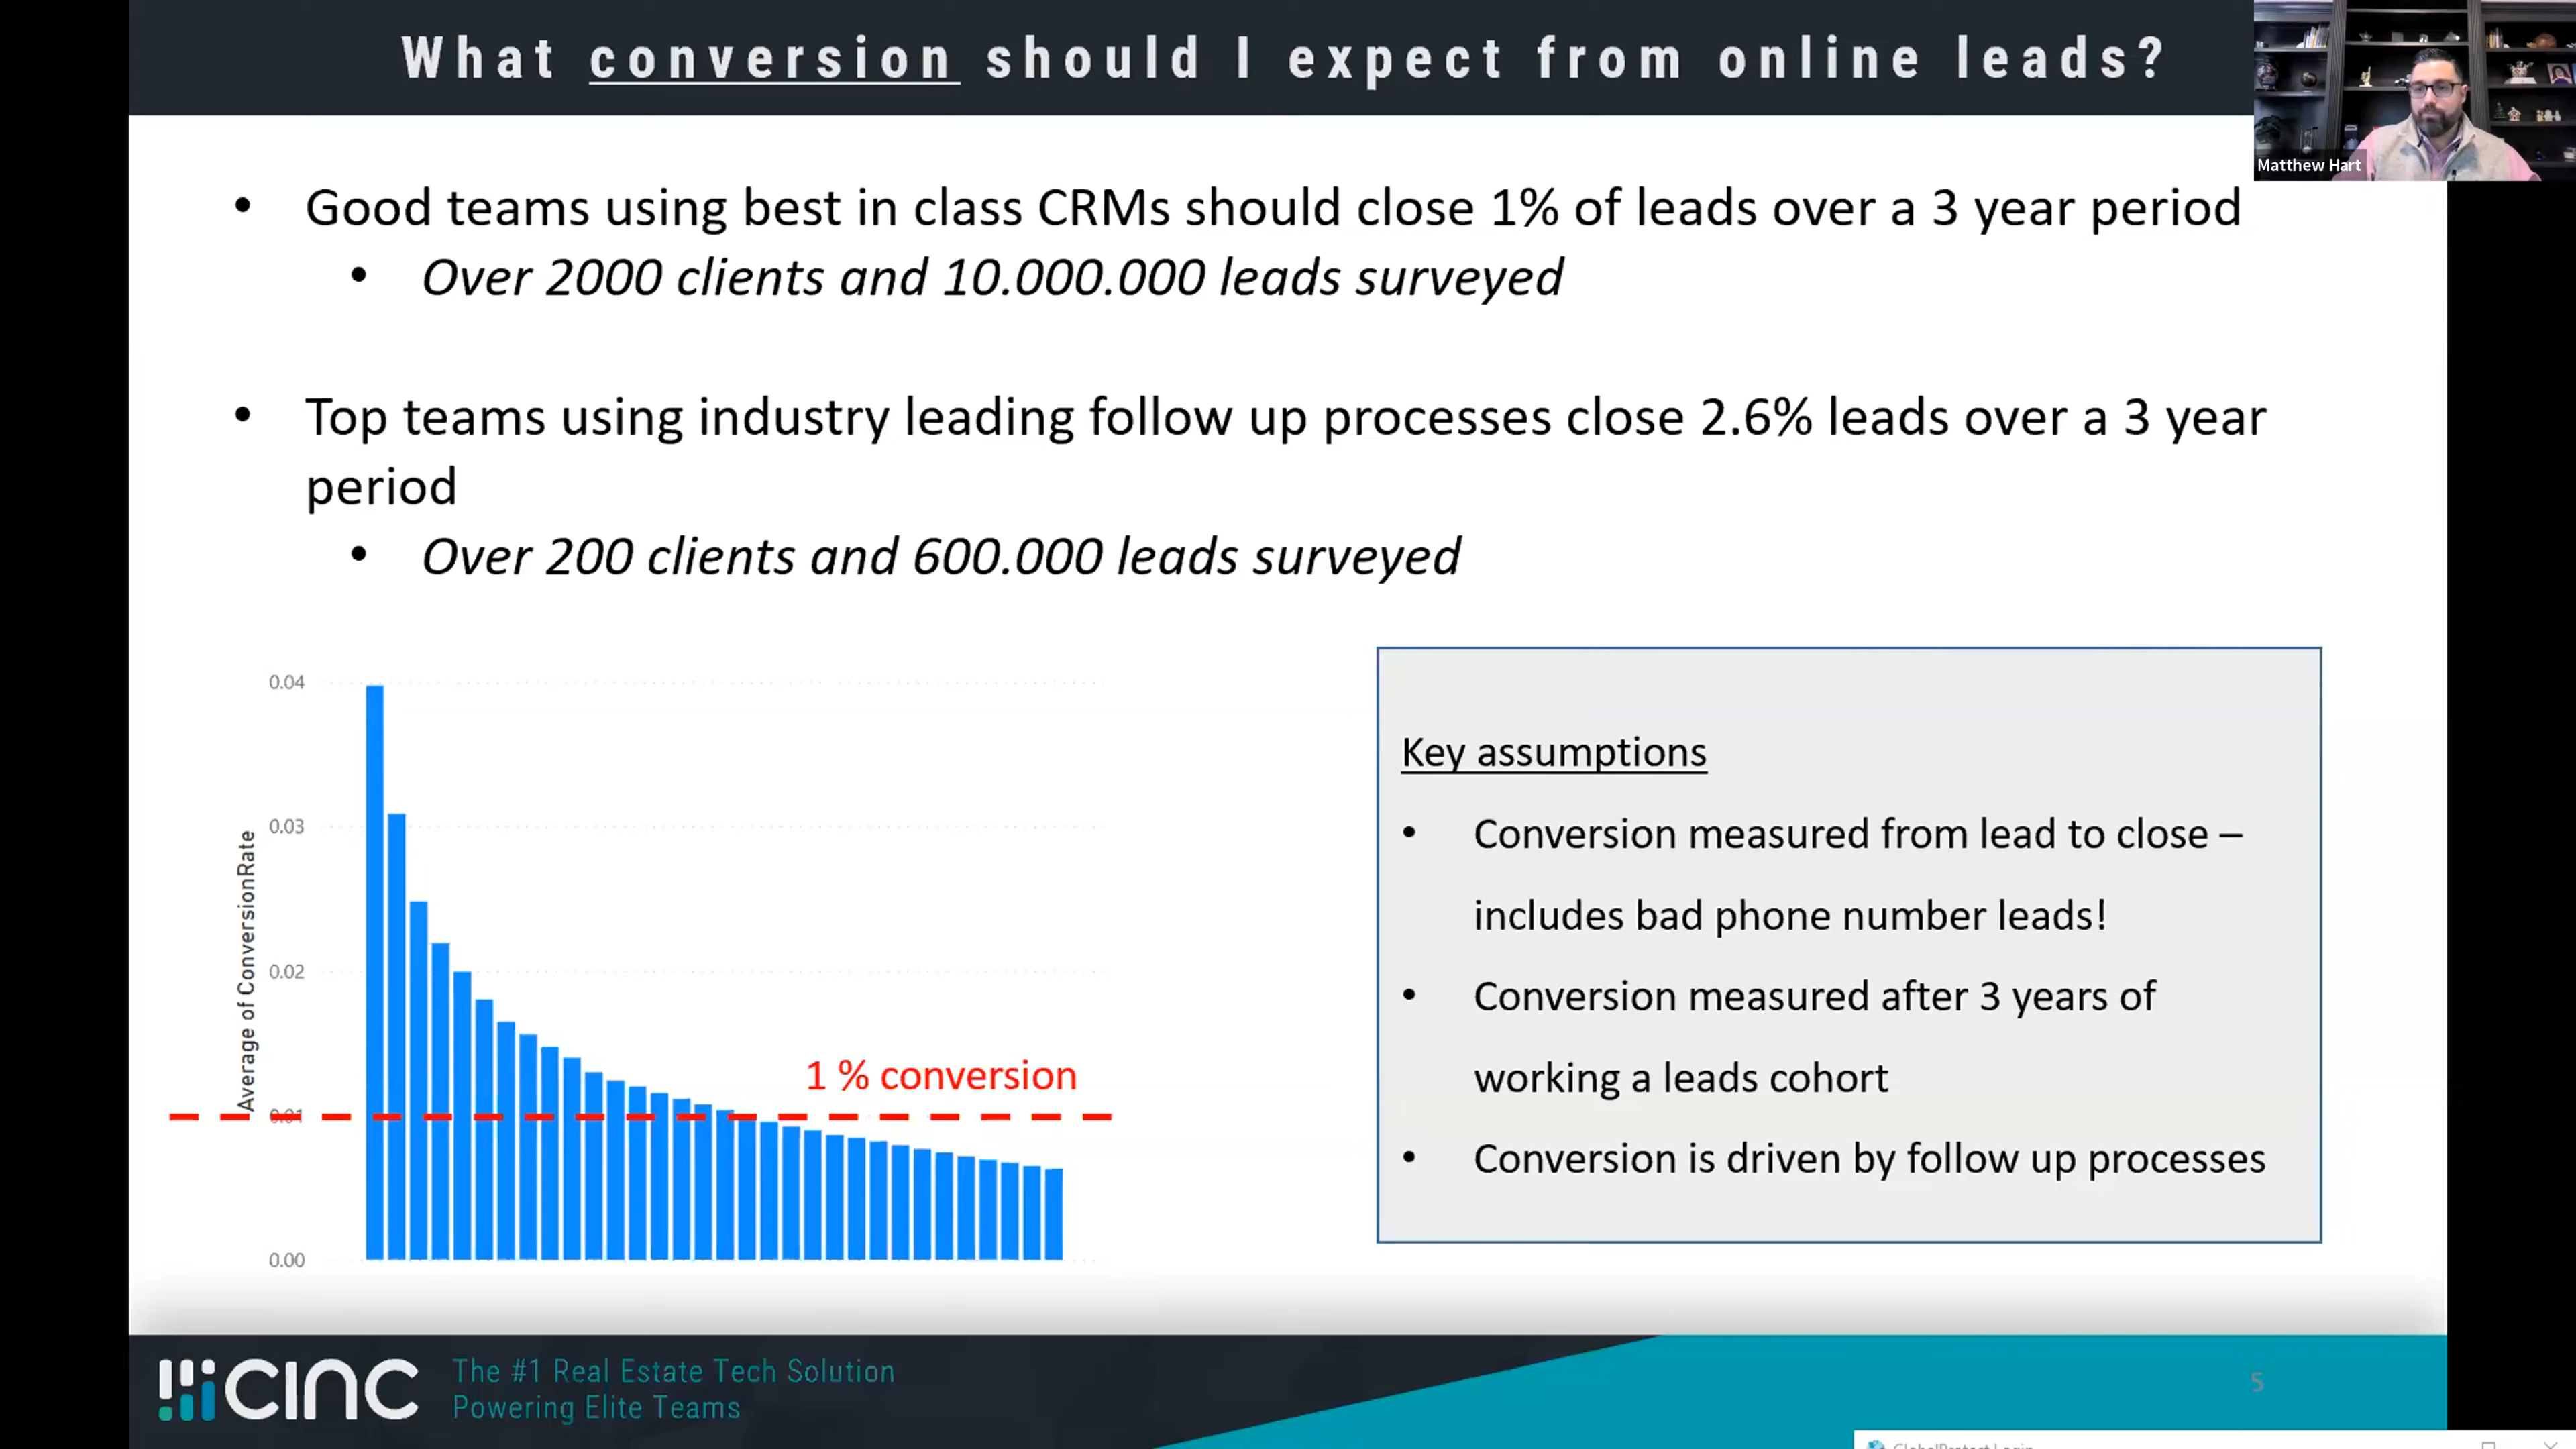 What conversion should I expect from online leads?
Matthew Hart
• Good teams using best in class CRMs should close 1% of leads over a 3 year period
• Over 2000 clients and 10.000.000 leads surveyed
• Top teams using industry leading follow up processes close 2.6% leads over a 3 year
period
• Over 200 clients and 600.000 leads surveyed
Average of ConversionRate
0.04
0.03
0.02
0.01
0.00
1 % conversion
Key assumptions
• Conversion measured from lead to close –
includes bad phone number leads!
• Conversion measured after 3 years of
working a leads cohort
• Conversion is driven by follow up processes
CINC
The #1 Real Estate Tech Solution
Powering Elite Teams
5
GlobalProtect Login